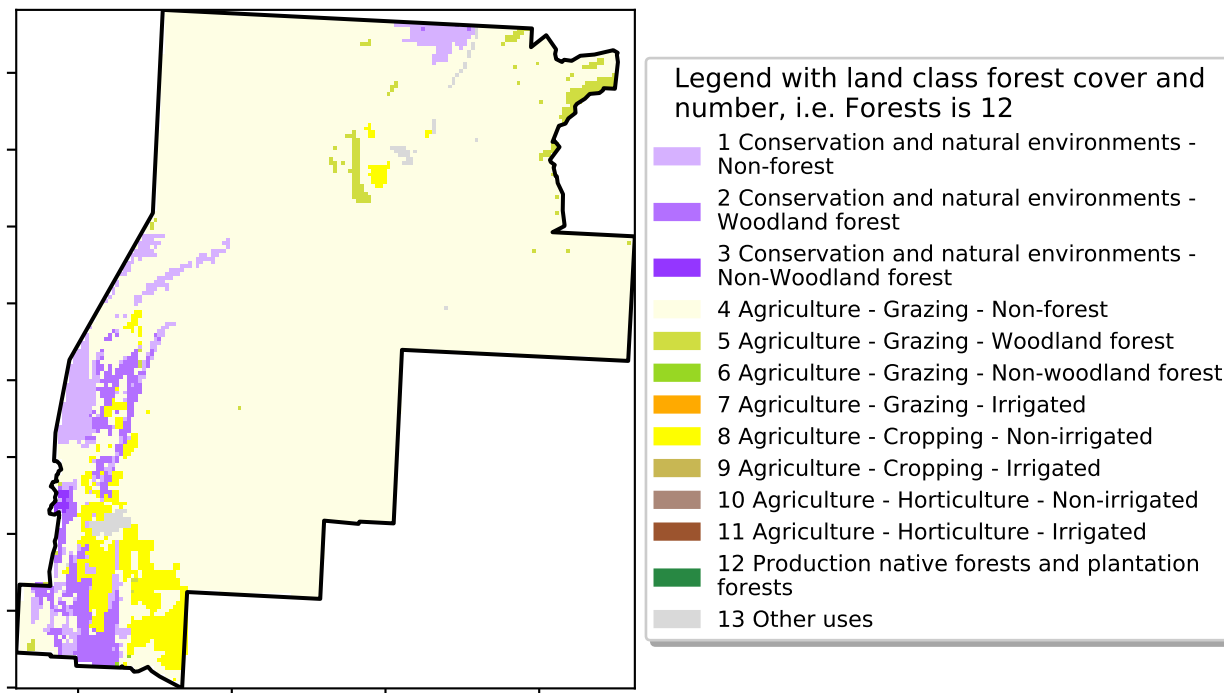 Legend with land class forest cover and
number, i.e. Forests is 12
1 Conservation and natural environments -
Non-forest
2 Conservation and natural environments -
Woodland forest
3 Conservation and natural environments -
Non-Woodland forest
4 Agriculture - Grazing - Non-forest
5 Agriculture - Grazing - Woodland forest
6 Agriculture - Grazing - Non-woodland forest
7 Agriculture - Grazing - Irrigated
8 Agriculture - Cropping - Non-irrigated
9 Agriculture - Cropping - Irrigated
10 Agriculture - Horticulture - Non-irrigated
11 Agriculture - Horticulture - Irrigated
12 Production native forests and plantation
forests
13 Other uses